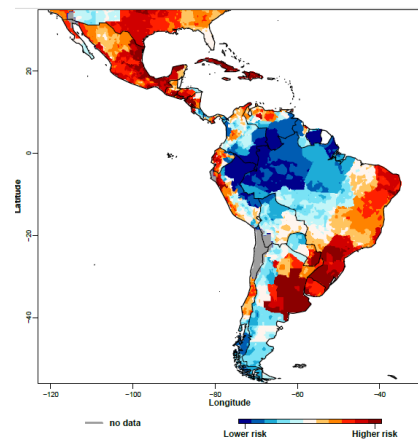 20
0
−20
−40
Latitude
−120
−100
−80
−60
−40
Longitude
no data
Lower risk
Higher risk